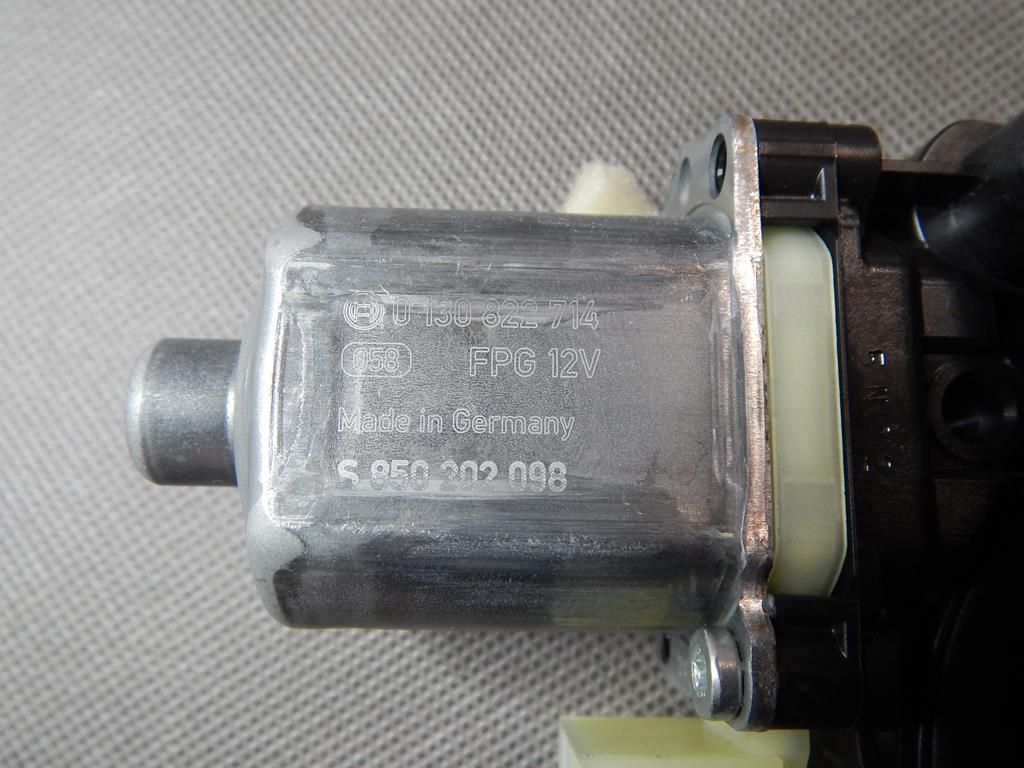 0 130 822 714
058 FPG 12V
Made in Germany
S 850 202 098